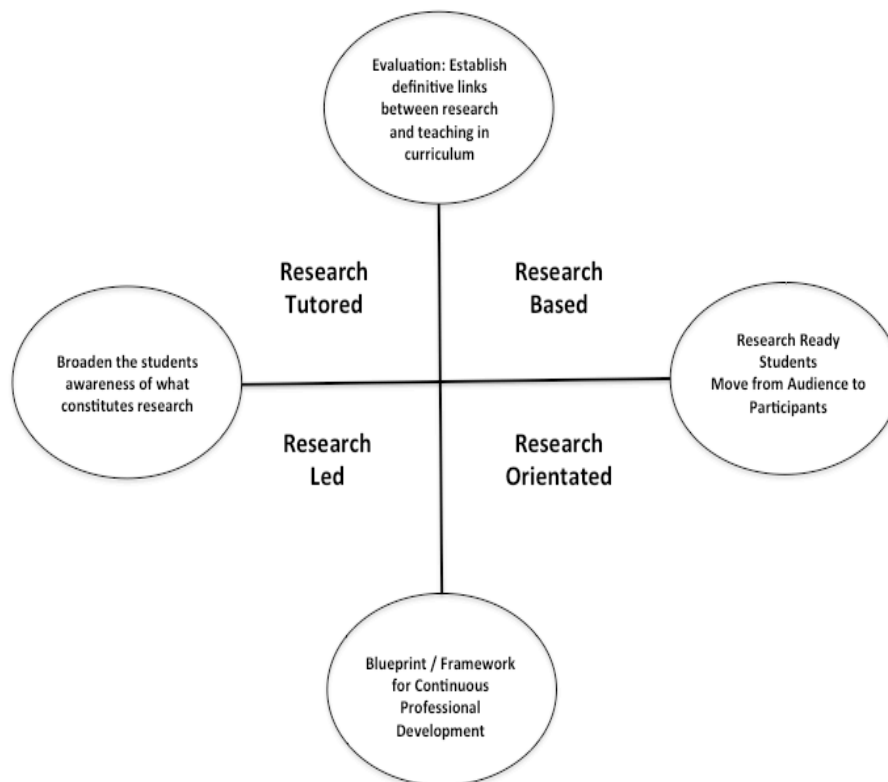 Evaluation: Establish
definitive links
between research
and teaching in
curriculum
Research
Tutored
Research
Based
Broaden the students
awareness of what
constitutes research
Research Ready
Students
Move from Audience to
Participants
Research
Led
Research
Orientated
Blueprint / Framework
for Continuous
Professional
Development